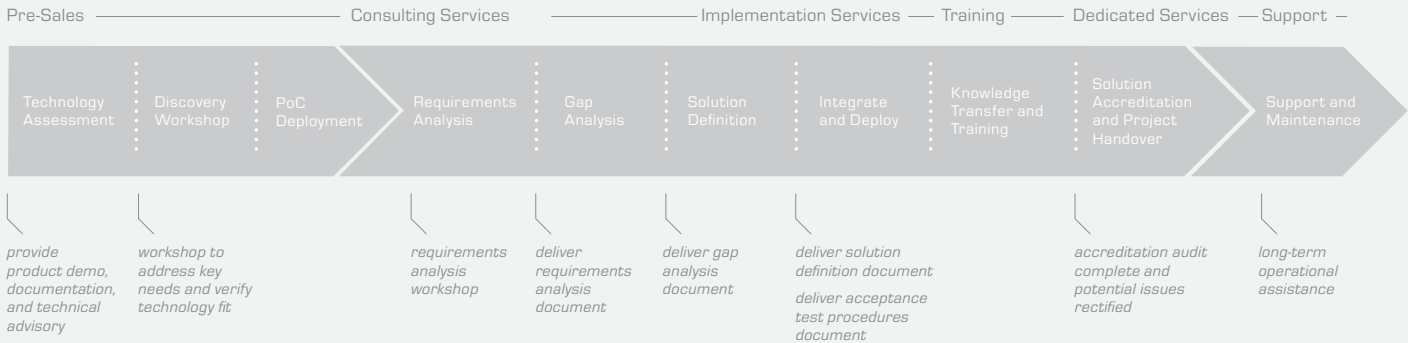 Pre-Sales
Consulting Services
Implementation Services
Training
Dedicated Services
Support
Technology
Assessment
Discovery
Workshop
PoC
Deployment
Requirements
Analysis
Gap
Analysis
Solution
Definition
Integrate
and Deploy
Knowledge
Transfer and
Training
Solution
Accreditation
and Project
Handover
Support and
Maintenance
provide
product demo,
documentation,
and technical
advisory
workshop to
address key
needs and verify
technology fit
requirements
analysis
workshop
deliver
requirements
analysis
document
deliver gap
analysis
document
deliver solution
definition document
deliver acceptance
test procedures
document
accreditation audit
complete and
potential issues
rectified
long-term
operational
assistance